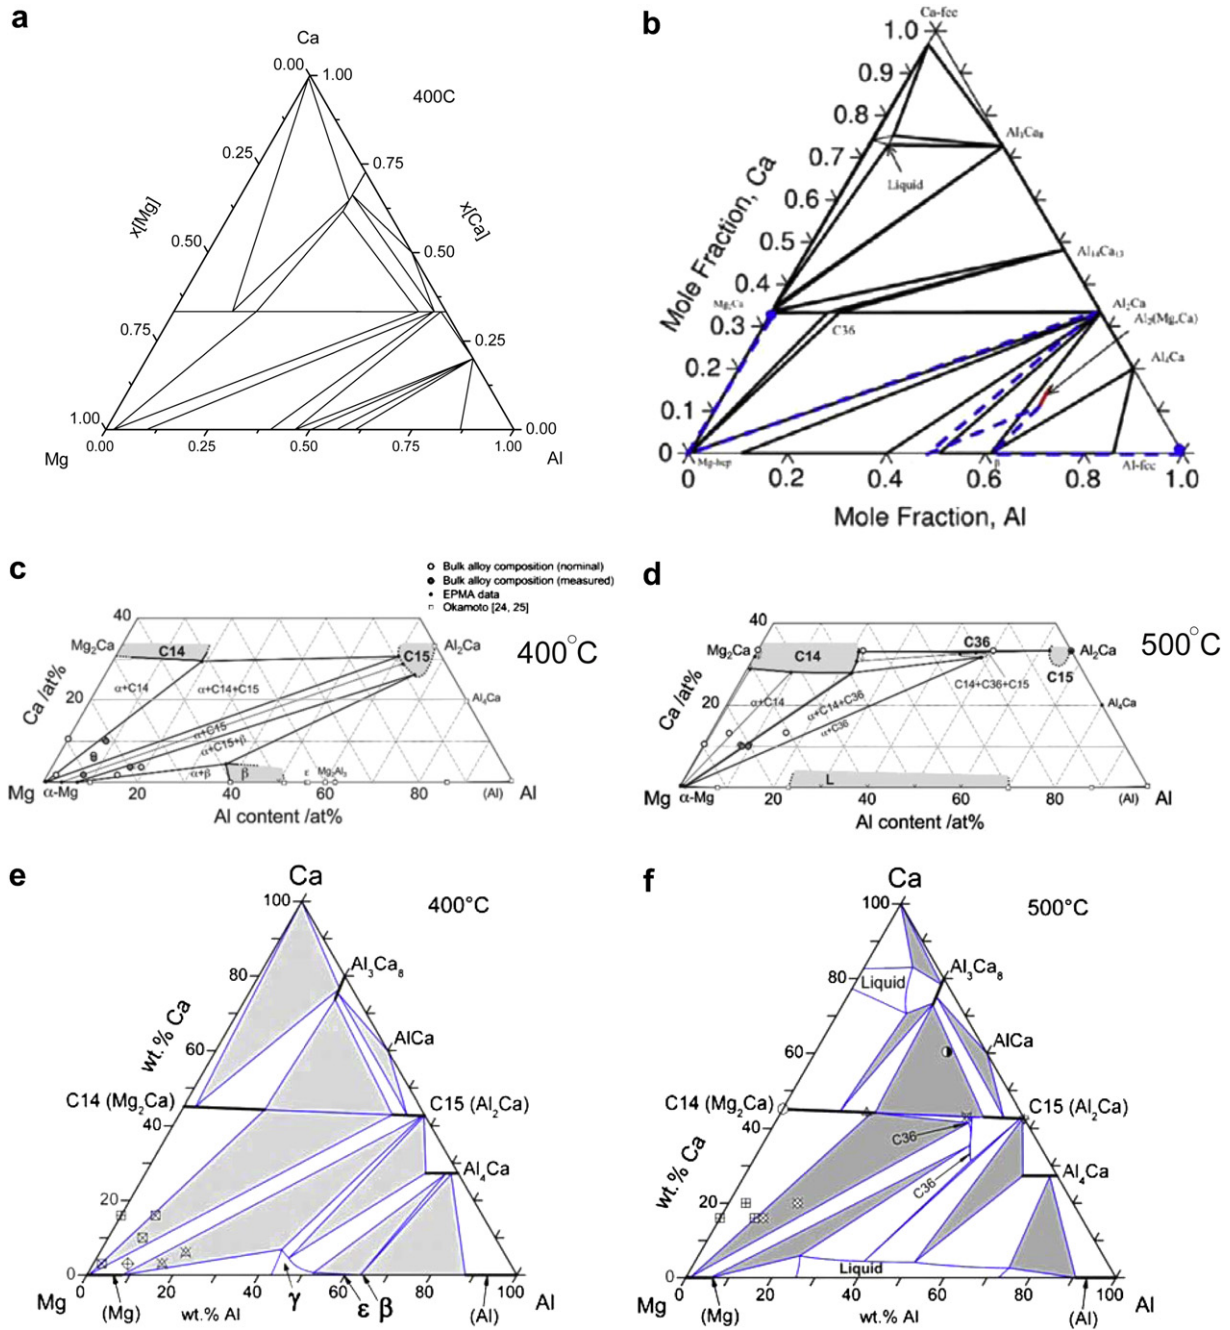 a
Ca
0.00
1.00
400C
0.25
0.75
x[Mg]
x[Ca]
0.50
0.50
0.75
0.25
1.00
0.00
0.00
0.25
0.50
0.75
1.00
Mg
Al
b
Ca-fcc
1.0
0.9
0.8
0.7
Al₃Ca₈
Liquid
0.6
Mole Fraction, Ca
0.5
Al₁₄Ca₁₃
0.4
Mg₂Ca
Al₂Ca
0.3
C36
Al₂(Mg,Ca)
0.2
Al₄Ca
0.1
0
Mg-hcp
β
Al-fcc
0
0.2
0.4
0.6
0.8
1.0
Mole Fraction, Al
c
Bulk alloy composition (nominal)
Bulk alloy composition (measured)
EPMA data
Okamoto [24, 25]
40
Mg₂Ca
C14
C15
Al₂Ca
400°C
Ca /at%
α+C14
α+C14+C15
20
Al₄Ca
α+C15
α+C15+β
α+β
β
ε
Mg₂Al₃
Mg
α-Mg
20
40
60
80
(Al)
Al
Al content /at%
d
40
Mg₂Ca
C14
C36
Al₂Ca
500°C
C15
Ca /at%
α+C14
α+C14+C36
C14+C36+C15
20
α+C36
Al₄Ca
L
Mg
α-Mg
20
40
60
80
(Al)
Al
Al content /at%
e
Ca
100
400°C
80
Al₃Ca₈
wt.% Ca
60
AlCa
C14 (Mg₂Ca)
C15 (Al₂Ca)
40
Al₄Ca
20
0
Mg
(Mg)
20
wt.% Al
40
γ
60
ε
β
80
(Al)
100
Al
f
Ca
100
500°C
80
Al₃Ca₈
Liquid
60
AlCa
C14 (Mg₂Ca)
C15 (Al₂Ca)
40
C36
wt.% Ca
Al₄Ca
C36
20
Liquid
0
Mg
(Mg)
20
40
wt.% Al
60
80
(Al)
100
Al